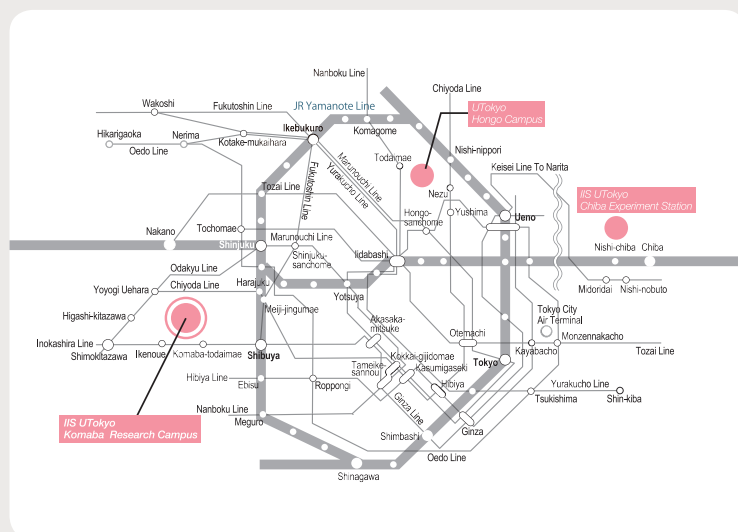 Nanboku Line
Chiyoda Line
Wakoshi
Fukutoshin Line
JR Yamanote Line
UTokyo
Hongo Campus
Ikebukuro
Komagome
Hikarigaoka
Nerima
Kotake-mukaihara
Oedo Line
Nishi-nippori
Todaimae
Marunouchi Line
Yurakucho Line
Fukutoshin Line
Keisei Line To Narita
Tozai Line
Nezu
IIS UTokyo
Chiba Experiment Station
Hongo-
sanshome
Yushima
Ueno
Tochomae
Nakano
Shinjuku
Marunouchi Line
Shinjuku-
sanchome
Iidabashi
Nishi-chiba
Chiba
Odakyu Line
Chiyoda Line
Harajuku
Yotsuya
Yoyogi Uehara
Midoridai
Nishi-nobuto
Meiji-jingumae
Akasaka-
mitsuke
Tokyo City
Air Terminal
Higashi-kitazawa
Otemachi
Monzennakacho
Inokashira Line
Shimokitazawa
Ikenoue
Komaba-todaimae
Shibuya
Kokkai-gijidomae
Kasumigaseki
Tokyo
Kayabacho
Tozai Line
Tameike-
sannou
Hibiya Line
Ebisu
Roppongi
Hibiya
Yurakucho Line
Shin-kiba
Tsukishima
Nanboku Line
Meguro
Ginza Line
Ginza
IIS UTokyo
Komaba  Research Campus
Shimbashi
Oedo Line
Shinagawa